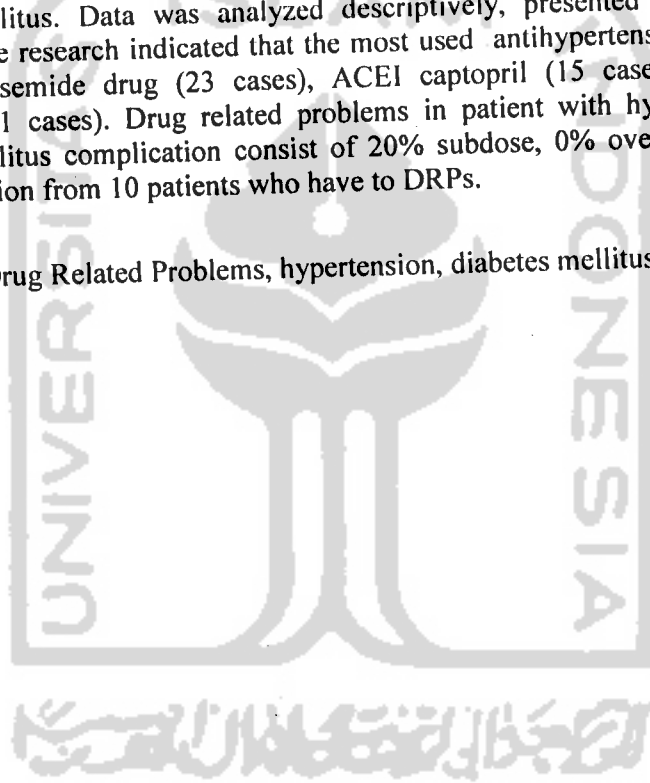 llitus. Data was analyzed descriptively, presented
e research indicated that the most used antihypertens
semide drug (23 cases), ACEI captopril (15 case
1 cases). Drug related problems in patient with hy
litus complication consist of 20% subdose, 0% ove
ion from 10 patients who have to DRPs.
rug Related Problems, hypertension, diabetes mellitus
UNIVERSITAS
INDONESIA